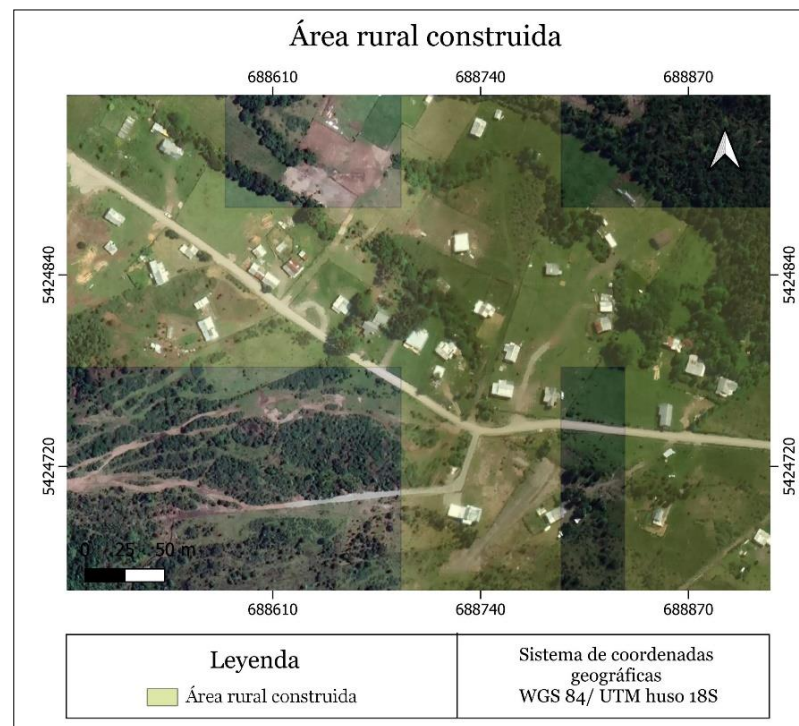 Área rural construida
688610 688740 688870
5424840 5424840
5424720 5424720
0 25 50 m
688610 688740 688870
Leyenda
Área rural construida
Sistema de coordenadas
geográficas
WGS 84/ UTM huso 18S